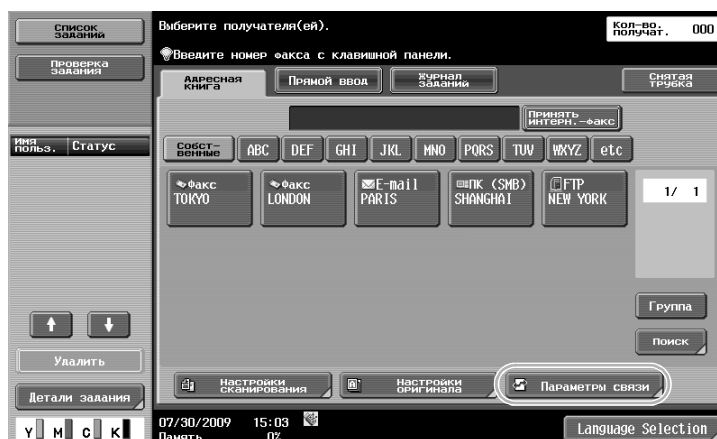 Список
заданий
Проверка
задания
Имя
польз.
Статус
Удалить
Детали задания
Y M C K
Выберите получателя(ей).
Кол-во.
получат.
000
Введите номер факса с клавишной панели.
Адресная
книга
Прямой ввод
Журнал
заданий
Снятая
трубка
Принять
интерн.-факс
Собст-
венные
ABC
DEF
GHI
JKL
MNO
PQRS
TUV
WXYZ
etc
Факс
TOKYO
Факс
LONDON
E-mail
PARIS
ПК (SMB)
SHANGHAI
FTP
NEW YORK
1/ 1
Группа
Поиск
Настройки
сканирования
Настройки
оригинала
Параметры связи
07/30/2009 15:03
Память 0%
Language Selection